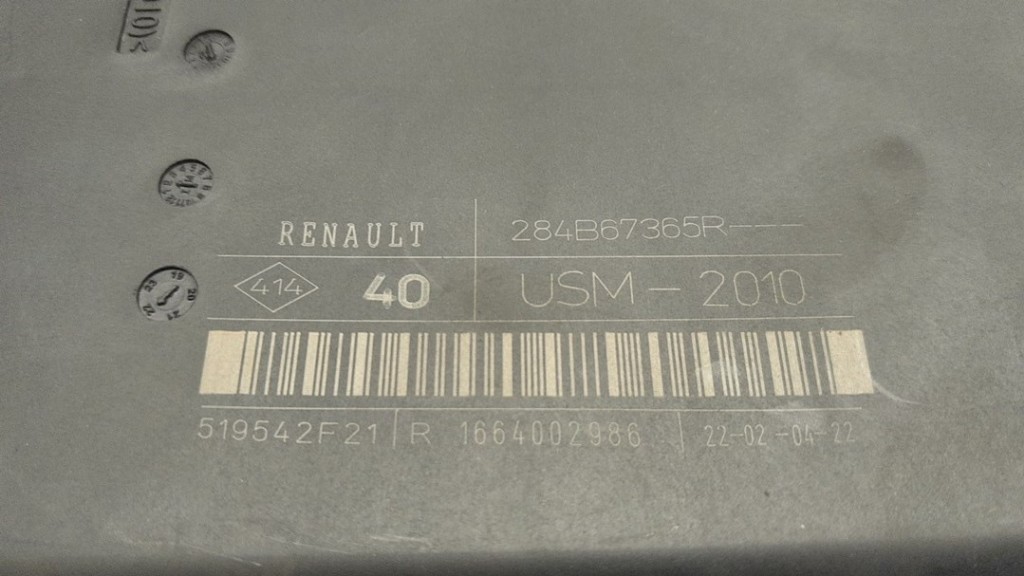 RENAULT 284B67365R---
414 40 USM - 2010
519542F21 R 1664002986 22-02-04-22